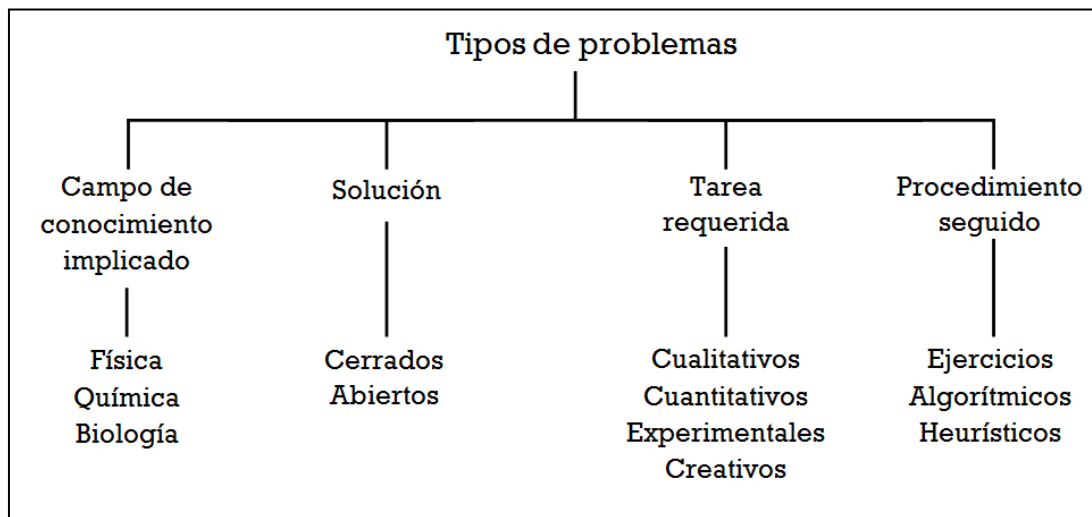 Tipos de problemas
Campo de
conocimiento
implicado
Física
Química
Biología
Solución
Cerrados
Abiertos
Tarea
requerida
Cualitativos
Cuantitativos
Experimentales
Creativos
Procedimiento
seguido
Ejercicios
Algorítmicos
Heurísticos